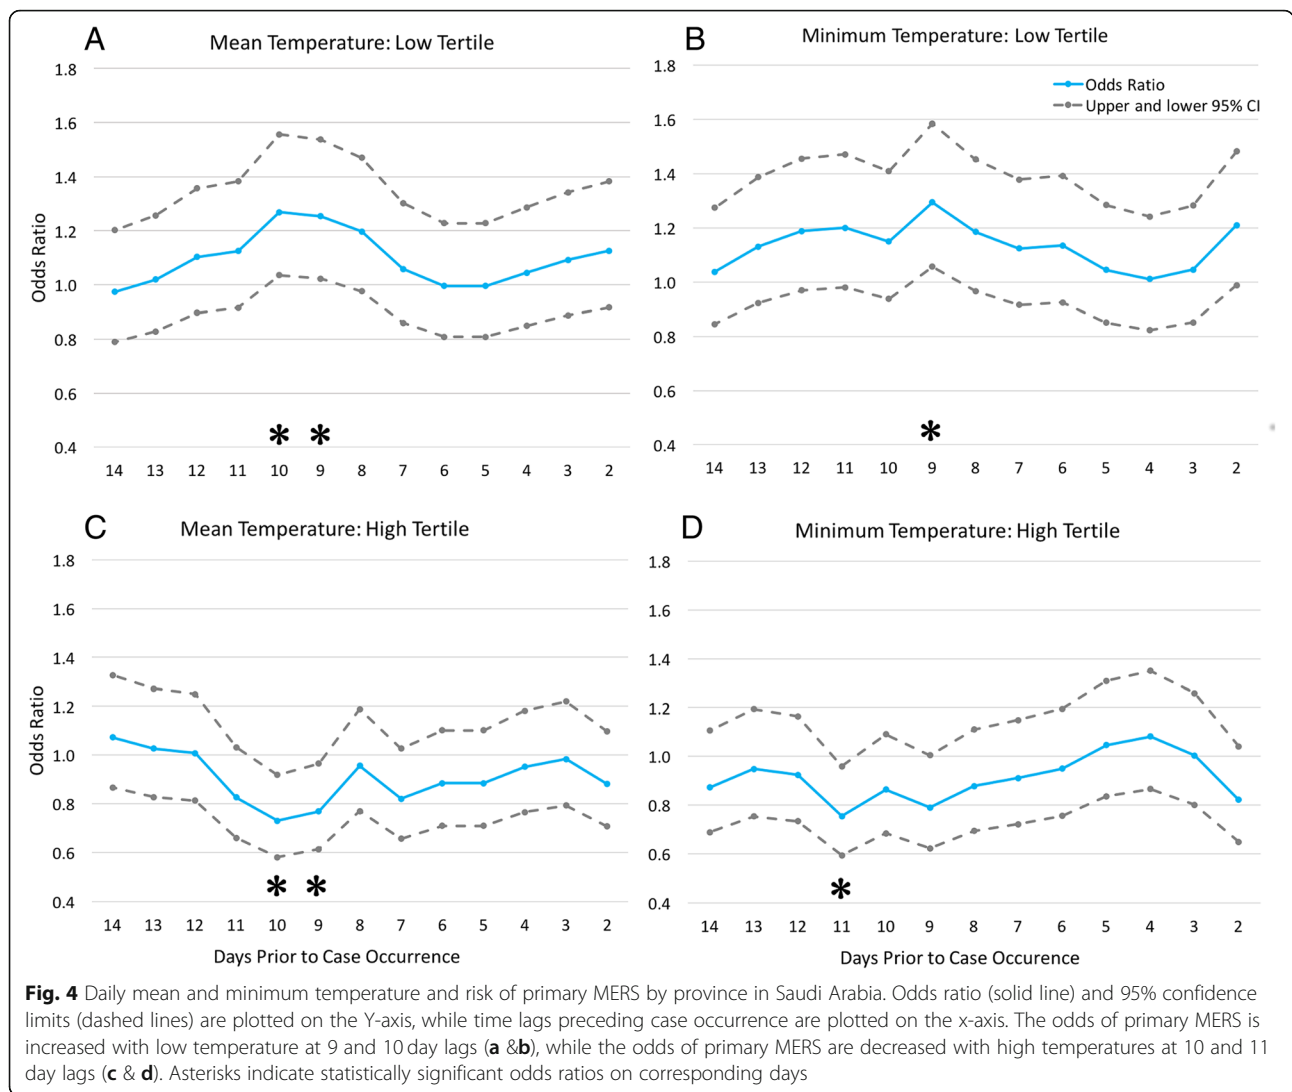 A
Mean Temperature: Low Tertile
Odds Ratio
1.8
1.6
1.4
1.2
1.0
0.8
0.6
0.4
* *
14 13 12 11 10 9 8 7 6 5 4 3 2
B
Minimum Temperature: Low Tertile
Odds Ratio
Upper and lower 95% CI
1.8
1.6
1.4
1.2
1.0
0.8
0.6
0.4
*
14 13 12 11 10 9 8 7 6 5 4 3 2
C
Mean Temperature: High Tertile
Odds Ratio
1.8
1.6
1.4
1.2
1.0
0.8
0.6
0.4
* *
14 13 12 11 10 9 8 7 6 5 4 3 2
Days Prior to Case Occurrence
D
Minimum Temperature: High Tertile
1.8
1.6
1.4
1.2
1.0
0.8
0.6
0.4
*
14 13 12 11 10 9 8 7 6 5 4 3 2
Days Prior to Case Occurrence
Fig. 4 Daily mean and minimum temperature and risk of primary MERS by province in Saudi Arabia. Odds ratio (solid line) and 95% confidence
limits (dashed lines) are plotted on the Y-axis, while time lags preceding case occurrence are plotted on the x-axis. The odds of primary MERS is
increased with low temperature at 9 and 10 day lags (a &b), while the odds of primary MERS are decreased with high temperatures at 10 and 11
day lags (c & d). Asterisks indicate statistically significant odds ratios on corresponding days